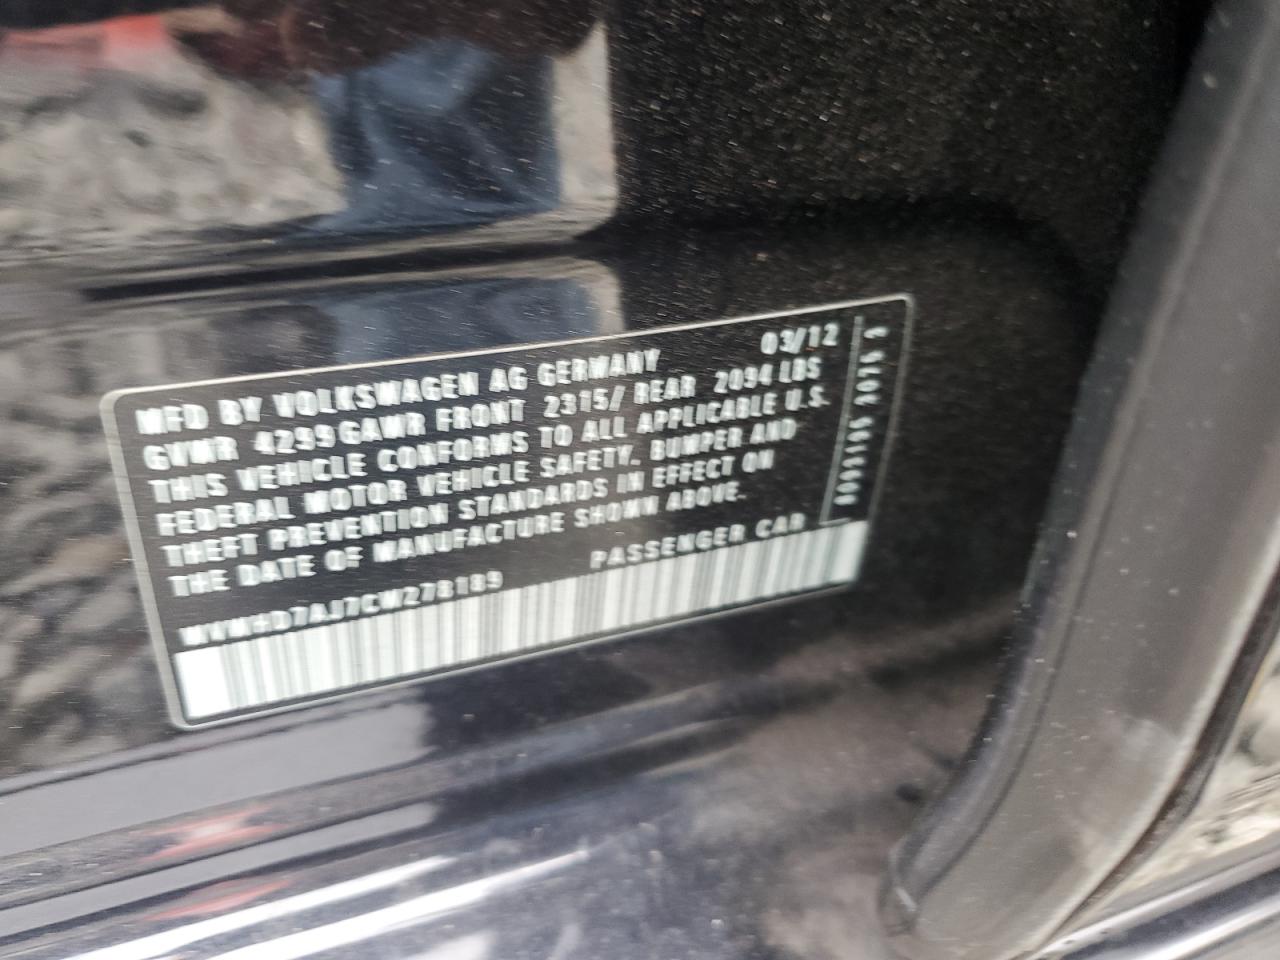 MFD BY VOLKSWAGEN AG GERMANY 03/12
GVWR 4299 GAWR FRONT 2315/ REAR 2094 LBS
THIS VEHICLE CONFORMS TO ALL APPLICABLE U.S.
FEDERAL MOTOR VEHICLE SAFETY. BUMPER AND
THEFT PREVENTION STANDARDS IN EFFECT ON
THE DATE OF MANUFACTURE SHOWN ABOVE.
PASSENGER CAR